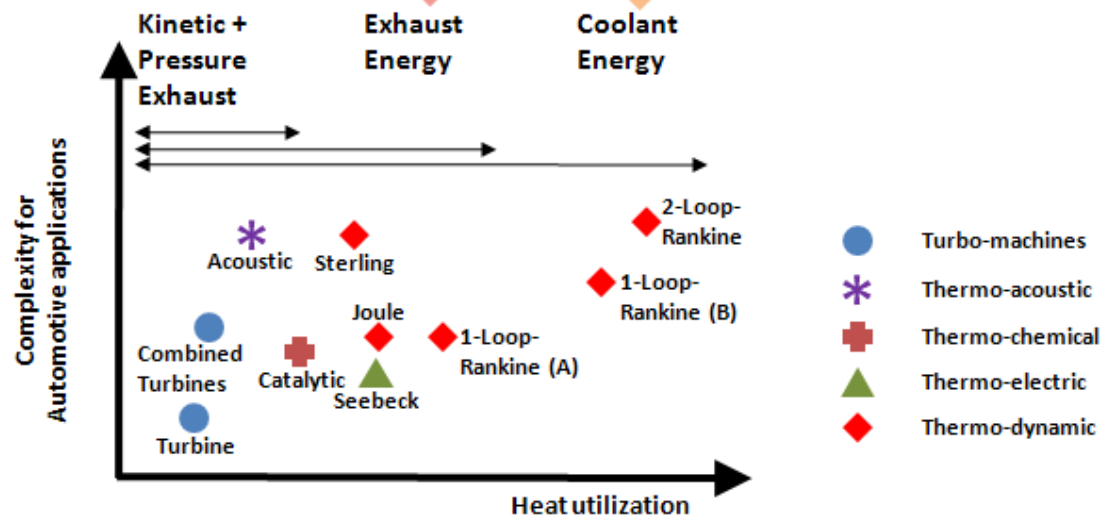 Kinetic +
Pressure
Exhaust
Exhaust
Energy
Coolant
Energy
Complexity for
Automotive applications
Acoustic
Sterling
2-Loop-
Rankine
1-Loop-
Rankine (B)
Joule
1-Loop-
Rankine (A)
Combined
Turbines
Catalytic
Seebeck
Turbine
Heat utilization
Turbo-machines
Thermo-acoustic
Thermo-chemical
Thermo-electric
Thermo-dynamic